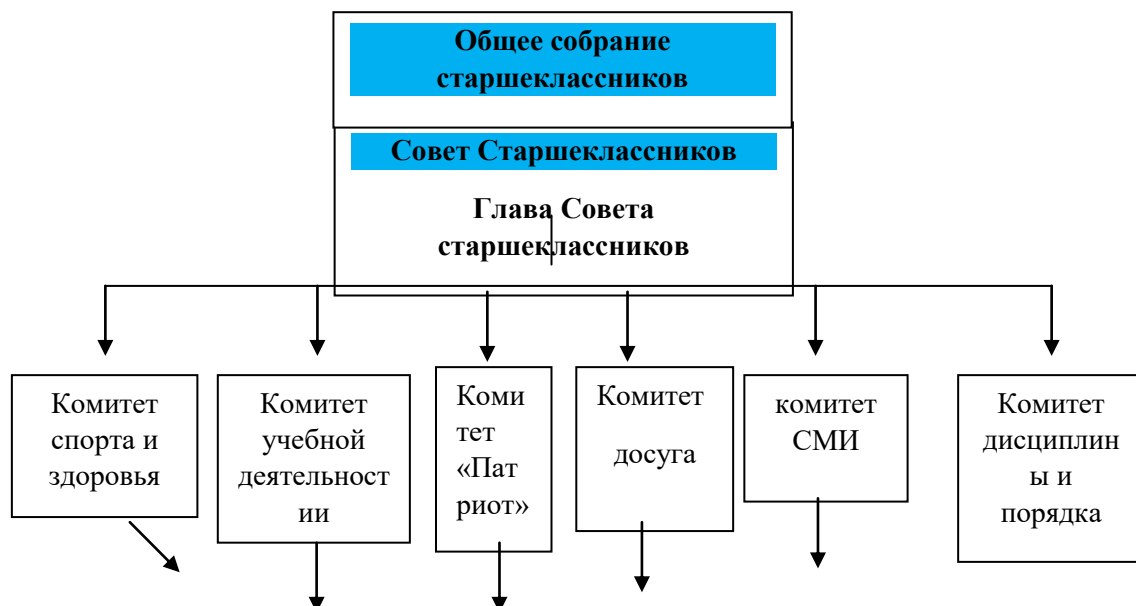 Общее собрание
старшеклассников
Совет Старшеклассников
Глава Совета
старшеклассников
Комитет
спорта и
здоровья
Комитет
учебной
деятельност
ии
Коми
тет
«Пат
риот»
Комитет
досуга
комитет
СМИ
Комитет
дисциплин
ы и
порядка